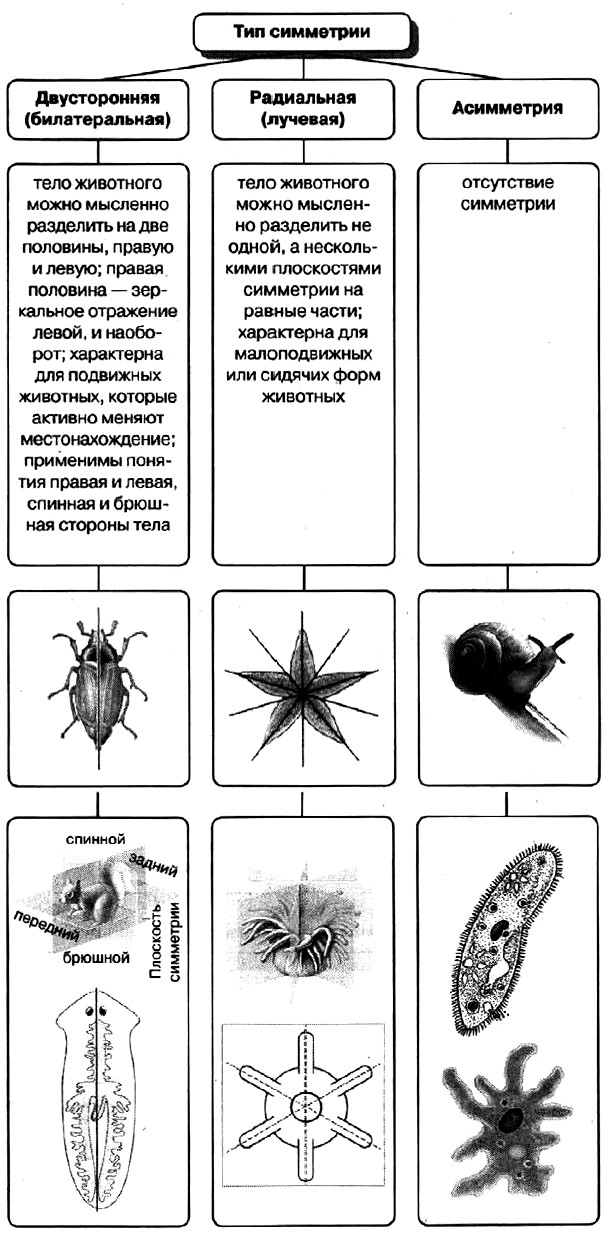 Тип симметрии
Двусторонняя
(билатеральная)
Радиальная
(лучевая)
Асимметрия
тело животного
можно мысленно
разделить на две
половины, правую
и левую; правая
половина — зер-
кальное отражение
левой, и наобо-
рот; характерна
для подвижных
животных, которые
активно меняют
местонахождение;
применимы поня-
тия правая и левая,
спинная и брюш-
ная стороны тела
тело животного
можно мыслен-
но разделить не
одной, а несколь-
кими плоскостями
симметрии на
равные части;
характерна для
малоподвижных
или сидячих форм
животных
отсутствие
симметрии
спинной
задний
передний
брюшной
Плоскость
симметрии